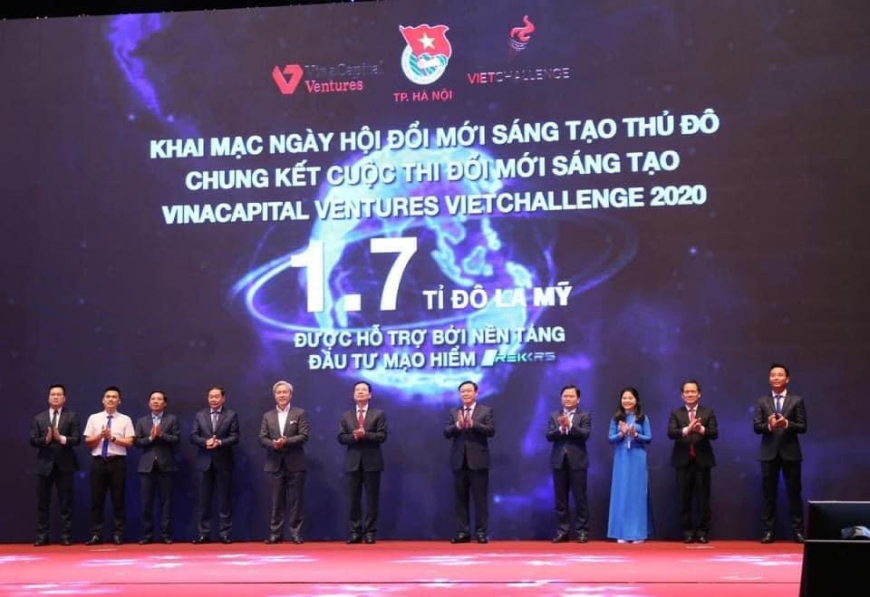 VinaCapital
Ventures
TP. HÀ NỘI
VIETCHALLENGE
KHAI MẠC NGÀY HỘI ĐỔI MỚI SÁNG TẠO THỦ ĐÔ
CHUNG KẾT CUỘC THI ĐỔI MỚI SÁNG TẠO
VINACAPITAL VENTURES VIETCHALLENGE 2020
1.7 TỈ ĐÔ LA MỸ
ĐƯỢC HỖ TRỢ BỞI NỀN TẢNG
ĐẦU TƯ MẠO HIỂM